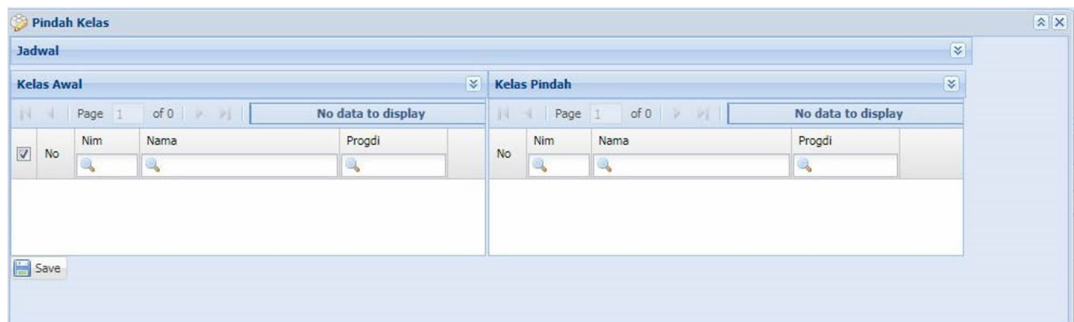 Pindah Kelas
Jadwal
Kelas Awal
Page 1 of 0 No data to display
No Nim Nama Progdi
Kelas Pindah
Page 1 of 0 No data to display
No Nim Nama Progdi
Save